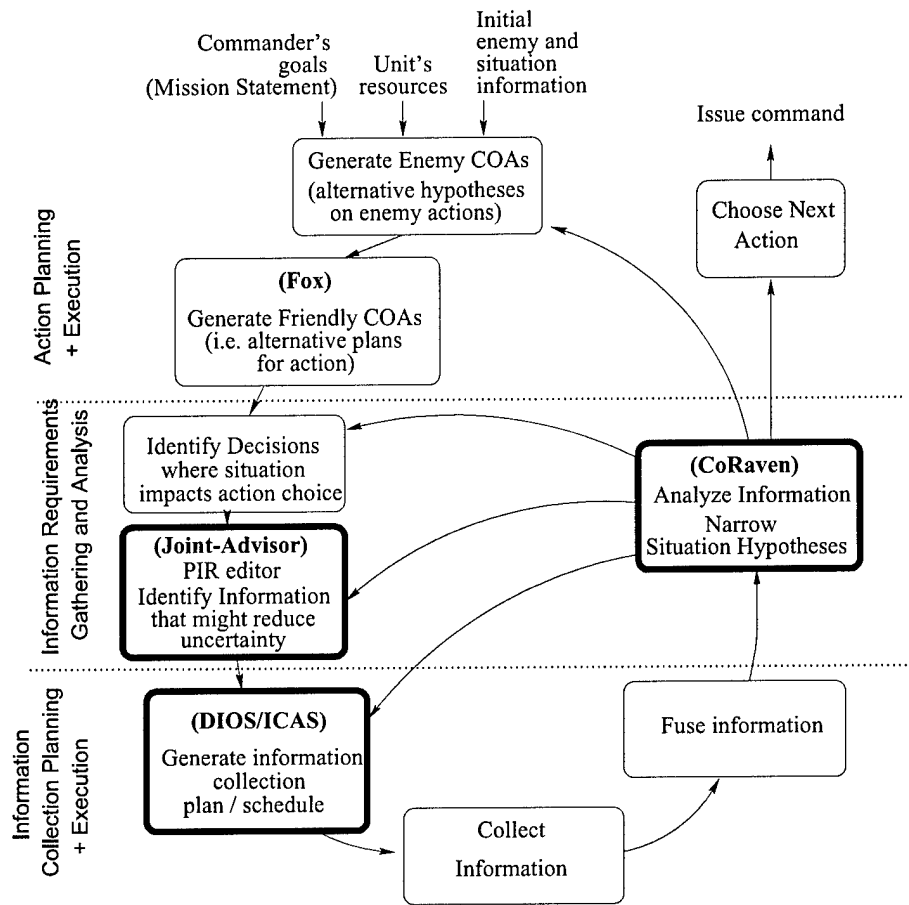 Commander's
goals
(Mission Statement)
Unit's
resources
Initial
enemy and
situation
information
Issue command
Generate Enemy COAs
(alternative hypotheses
on enemy actions)
Choose Next
Action
Action Planning
+ Execution
(Fox)
Generate Friendly COAs
(i.e. alternative plans
for action)
Information Requirements
Gathering and Analysis
Identify Decisions
where situation
impacts action choice
(CoRaven)
Analyze Information
Narrow
Situation Hypotheses
(Joint-Advisor)
PIR editor
Identify Information
that might reduce
uncertainty
Information
Collection Planning
+ Execution
(DIOS/ICAS)
Generate information
collection
plan / schedule
Fuse information
Collect
Information